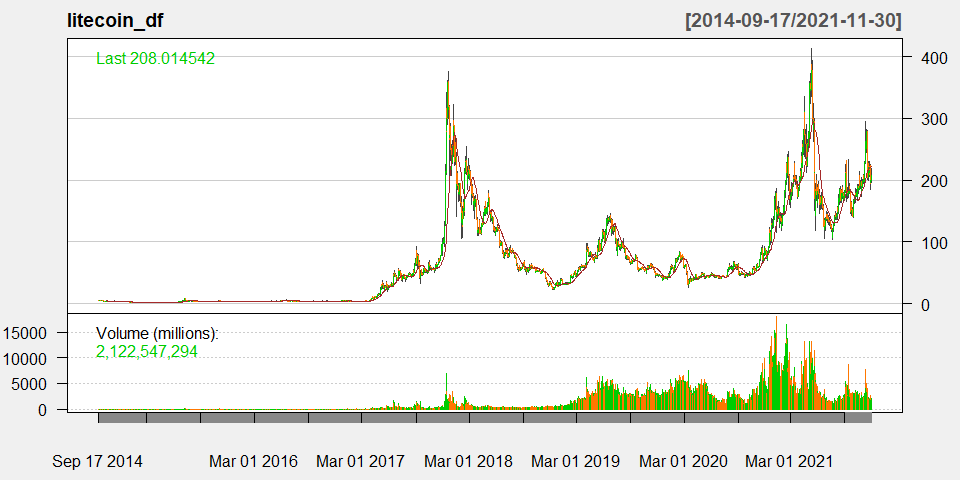 litecoin_df [2014-09-17/2021-11-30]
Last 208.014542
400
300
200
100
0
Volume (millions):
2,122,547,294
15000
10000
5000
0
Sep 17 2014 Mar 01 2016 Mar 01 2017 Mar 01 2018 Mar 01 2019 Mar 01 2020 Mar 01 2021